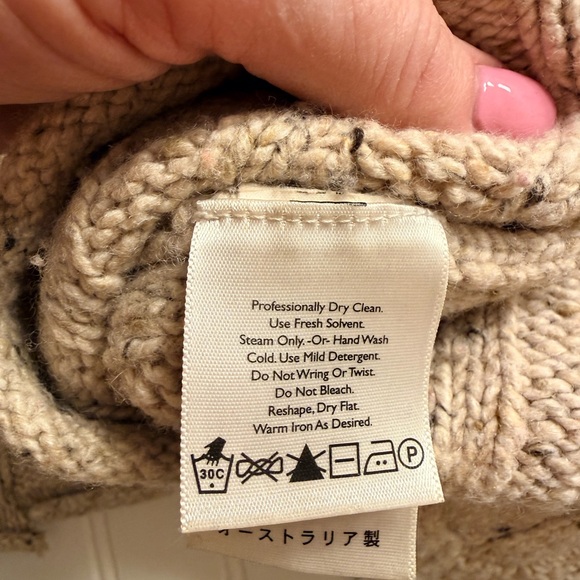 Professionally Dry Clean.
Use Fresh Solvent.
Steam Only. -Or- Hand Wash
Cold. Use Mild Detergent.
Do Not Wring Or Twist.
Do Not Bleach.
Reshape, Dry Flat.
Warm Iron As Desired.
30C P
オーストラリア製